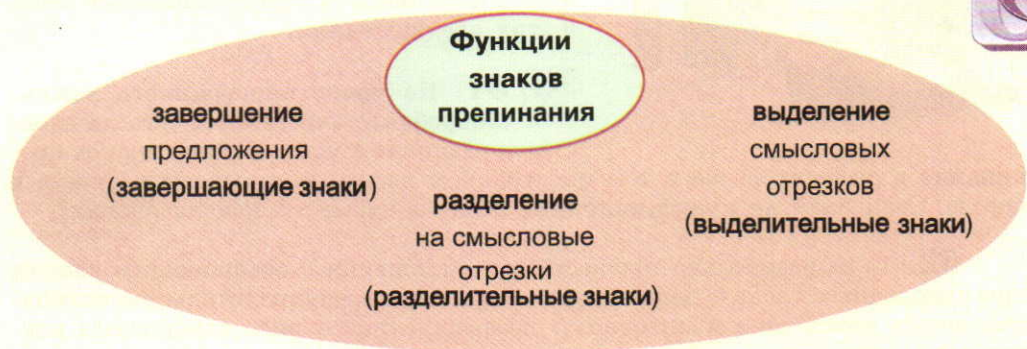 Функции
знаков
препинания
завершение
предложения
(завершающие знаки)
разделение
на смысловые
отрезки
(разделительные знаки)
выделение
смысловых
отрезков
(выделительные знаки)